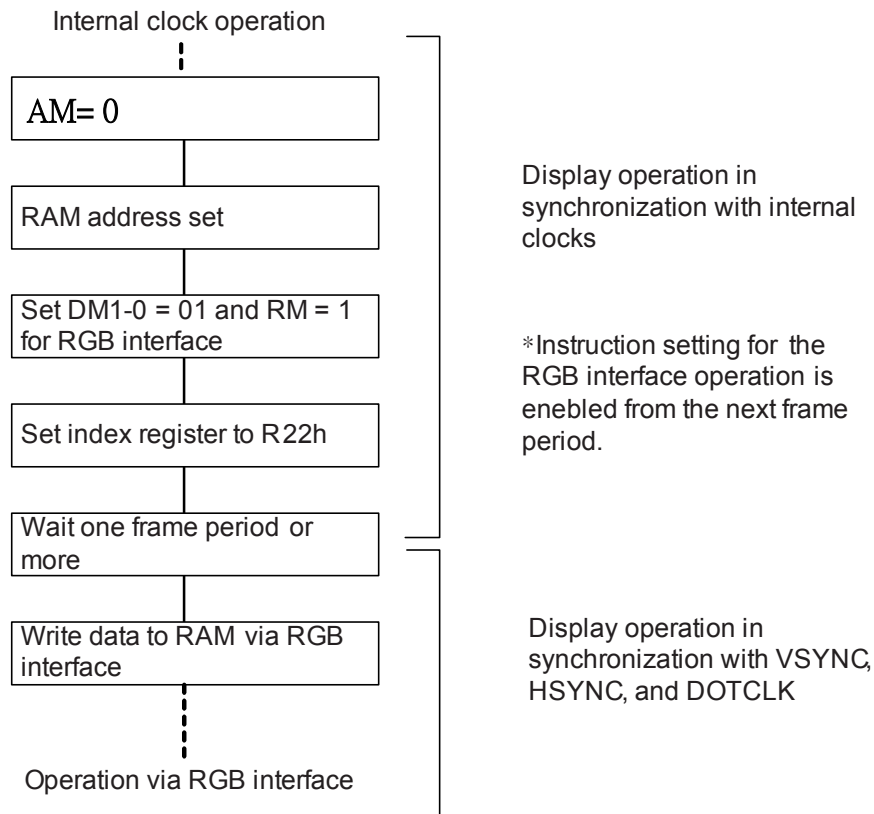 Internal clock operation
AM= 0
RAM address set
Set DM1-0 = 01 and RM = 1
for RGB interface
Set index register to R22h
Wait one frame period or
more
Write data to RAM via RGB
interface
Operation via RGB interface
Display operation in
synchronization with internal
clocks
*Instruction setting for the
RGB interface operation is
enebled from the next frame
period.
Display operation in
synchronization with VSYNC,
HSYNC, and DOTCLK